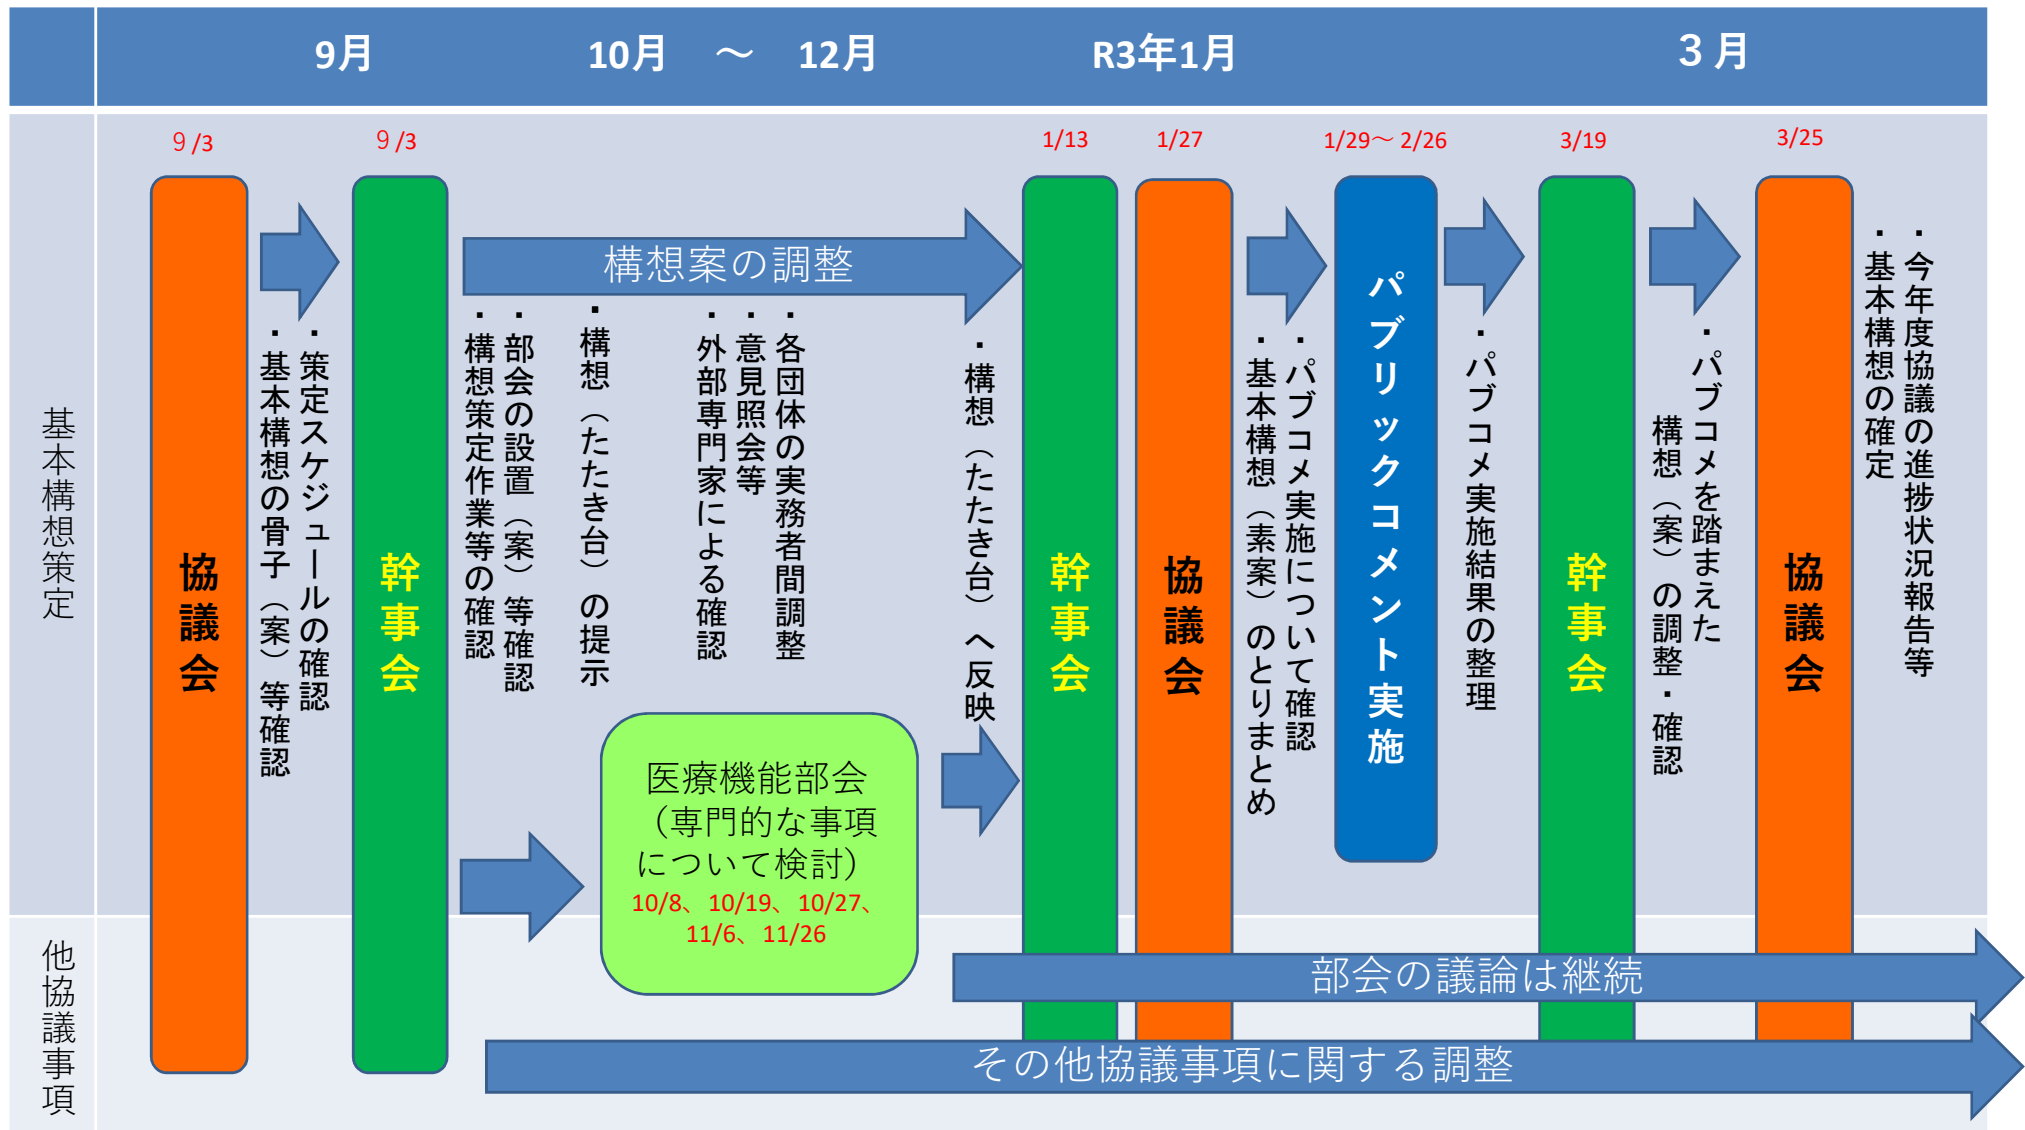 9月
10月　～　12月
R3年1月
３月
基本構想策定
他協議事項
９/3
９/3
1/13
1/27
1/29～2/26
3/19
3/25
協議会
・策定スケジュールの確認
・基本構想の骨子（案）等確認
幹事会
構想案の調整
・部会の設置（案）等確認
・構想策定作業等の確認
・構想（たたき台）の提示
・各団体の実務者間調整
・意見照会等
・外部専門家による確認
・構想（たたき台）へ反映
医療機能部会
（専門的な事項
について検討）
10/8、10/19、10/27、
11/6、11/26
幹事会
協議会
・パブコメ実施について確認
・基本構想（素案）のとりまとめ
パブリックコメント実施
・パブコメ実施結果の整理
幹事会
・パブコメを踏まえた
構想（案）の調整・確認
協議会
・今年度協議の進捗状況報告等
・基本構想の確定
部会の議論は継続
その他協議事項に関する調整